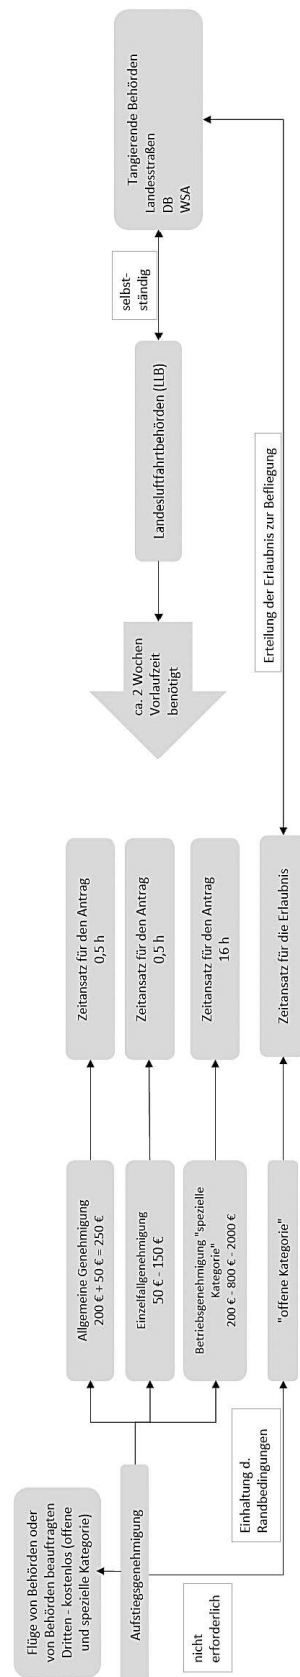 Flüge von Behörden oder
von Behörden beauftragten
Dritten - kostenlos (offene
und spezielle Kategorie)
Aufstiegsgenehmigung
nicht
erforderlich
Einhaltung d.
Randbedingungen
Allgemeine Genehmigung
200 € + 50 € = 250 €
Einzelfallgenehmigung
50 € - 150 €
Betriebsgenehmigung "spezielle
Kategorie"
200 € - 800 € - 2000 €
"offene Kategorie"
Zeitansatz für den Antrag
0,5 h
Zeitansatz für den Antrag
0,5 h
Zeitansatz für den Antrag
16 h
Zeitansatz für die Erlaubnis
ca. 2 Wochen
Vorlaufzeit
benötigt
Landesluftfahrtbehörden (LLB)
selbst-
ständig
Tangierende Behörden
Landesstraßen
DB
WSA
Erteilung der Erlaubnis zur Befliegung